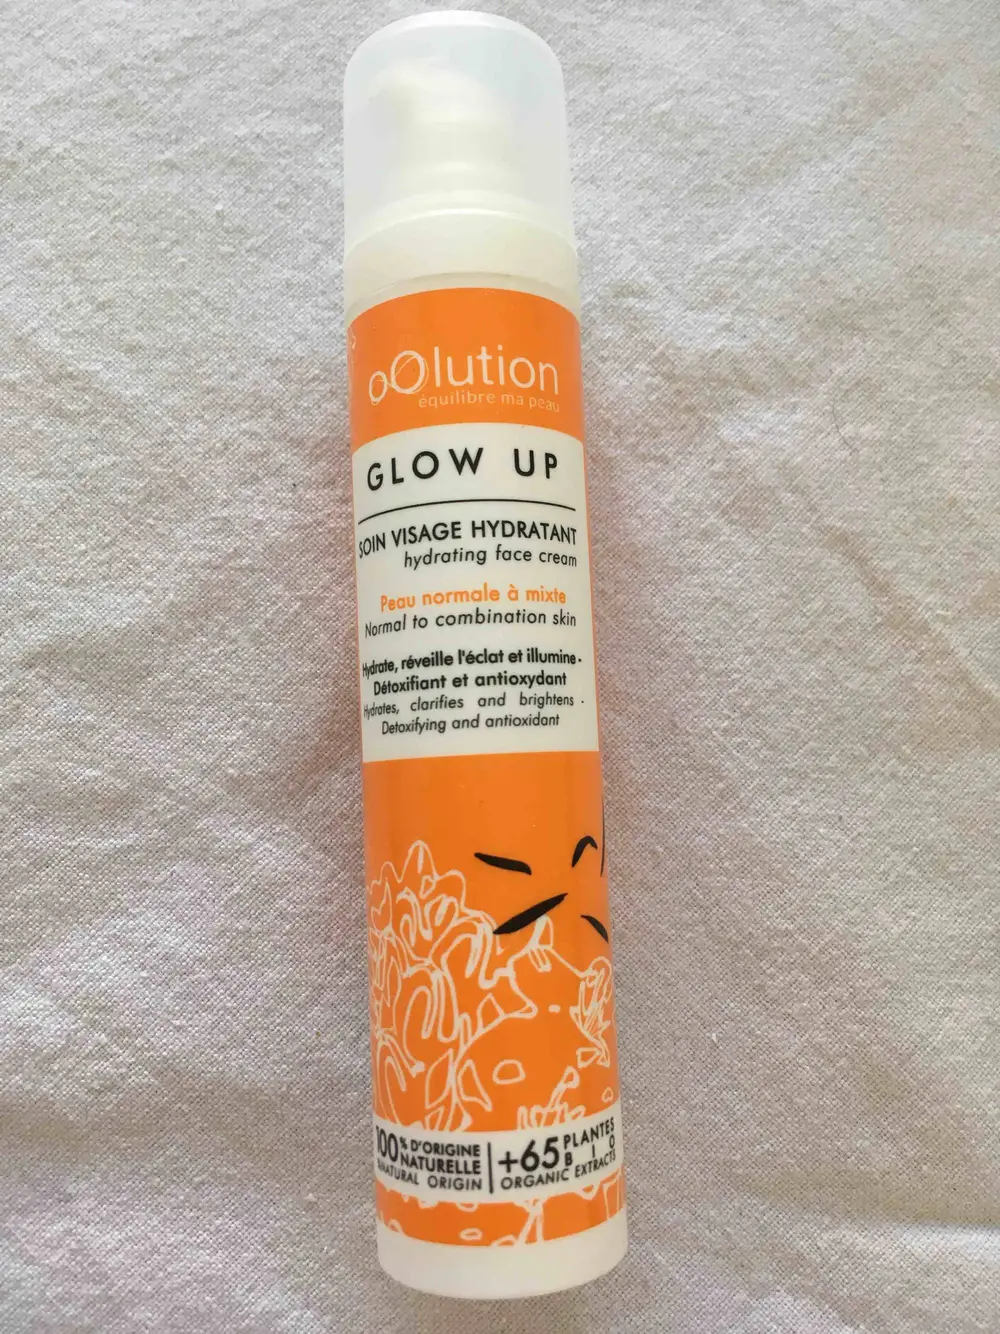 oOlution
équilibre ma peau
GLOW UP
SOIN VISAGE HYDRATANT
hydrating face cream
Peau normale à mixte
Normal to combination skin
Hydrate, réveille l'éclat et illumine·
Détoxifiant et antioxydant
Hydrates, clarifies and brightens ·
Detoxifying and antioxidant
100% D'ORIGINE
NATURELLE
NATURAL ORIGIN
+65 PLANTES
BIO
ORGANIC EXTRACTS